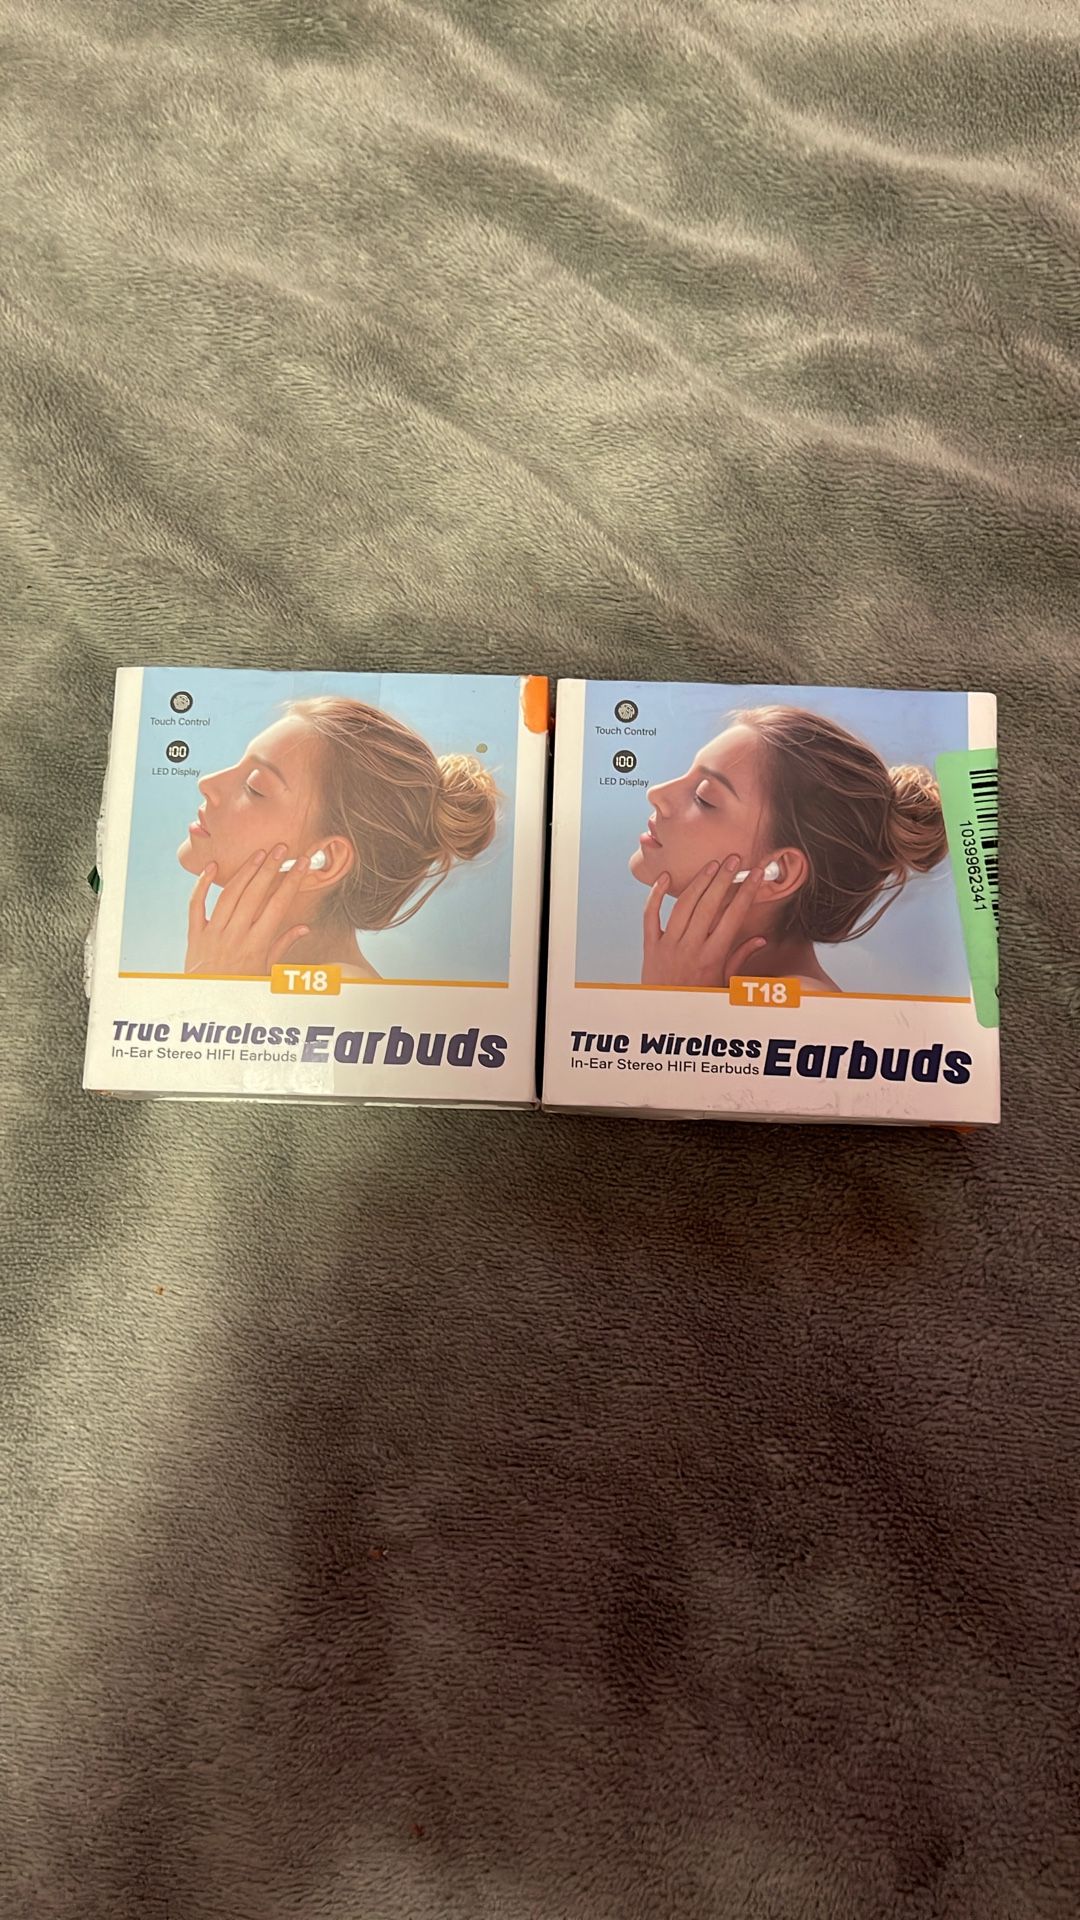 Touch Control
100
LED Display
T18
True Wireless Earbuds
In-Ear Stereo HIFI Earbuds
Touch Control
100
LED Display
1039962341
T18
True Wireless Earbuds
In-Ear Stereo HIFI Earbuds